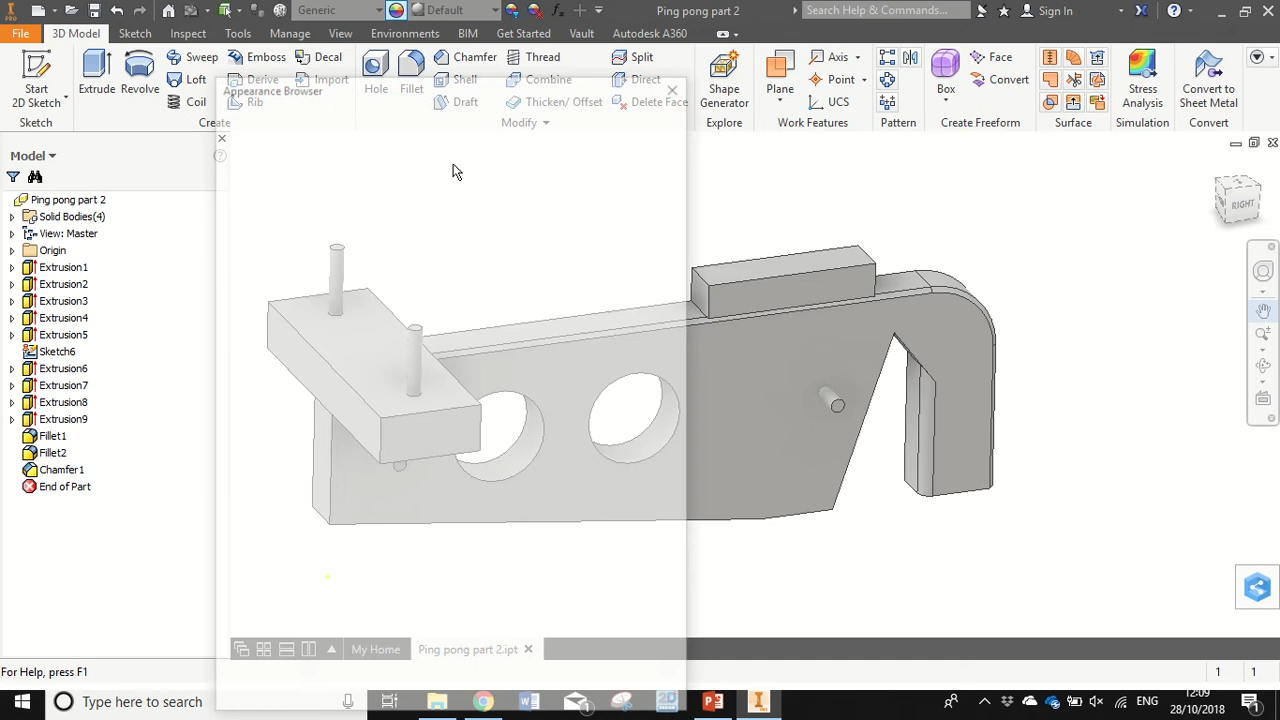 PRO Generic Default fx Ping pong part 2 Search Help & Commands... Sign In
File 3D Model Sketch Inspect Tools Manage View Environments BIM Get Started Vault Autodesk A360
Start
2D Sketch
Sketch
Extrude Revolve
Sweep Emboss Decal
Loft Derive Import
Coil Rib
Create
Appearance Browser
Hole Fillet
Chamfer Thread Split
Shell Combine Direct
Draft Thicken/ Offset Delete Face
Modify
Shape
Generator
Explore
Plane
Axis
Point
UCS
Work Features
Pattern
Box
Face
Convert
Create Freeform
Surface
Stress
Analysis
Simulation
Convert to
Sheet Metal
Convert
Model
Ping pong part 2
Solid Bodies(4)
View: Master
Origin
Extrusion1
Extrusion2
Extrusion3
Extrusion4
Extrusion5
Sketch6
Extrusion6
Extrusion7
Extrusion8
Extrusion9
Fillet1
Fillet2
Chamfer1
End of Part
RIGHT
My Home Ping pong part 2.ipt
For Help, press F1 1 1
Type here to search ENG 12:09
28/10/2018